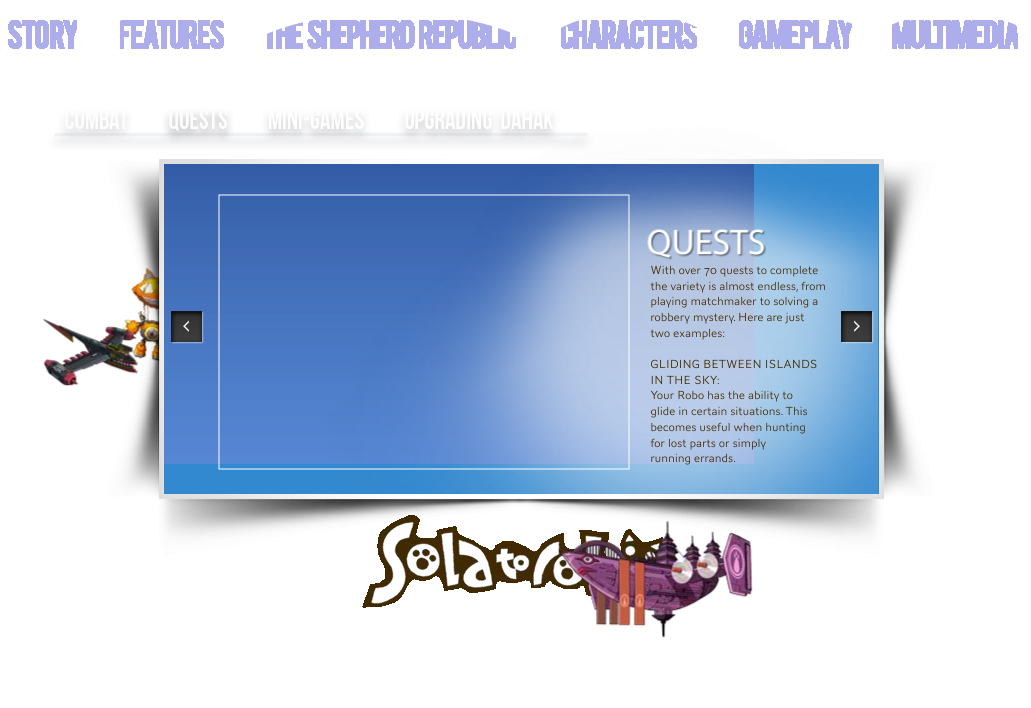 STORY FEATURES THE SHEPHERD REPUBLIC CHARACTERS GAMEPLAY MULTIMEDIA
COMBAT QUESTS MINI-GAMES UPGRADING DAHAK
QUESTS
With over 70 quests to complete
the variety is almost endless, from
playing matchmaker to solving a
robbery mystery. Here are just
two examples:
GLIDING BETWEEN ISLANDS
IN THE SKY:
Your Robo has the ability to
glide in certain situations. This
becomes useful when hunting
for lost parts or simply
running errands.